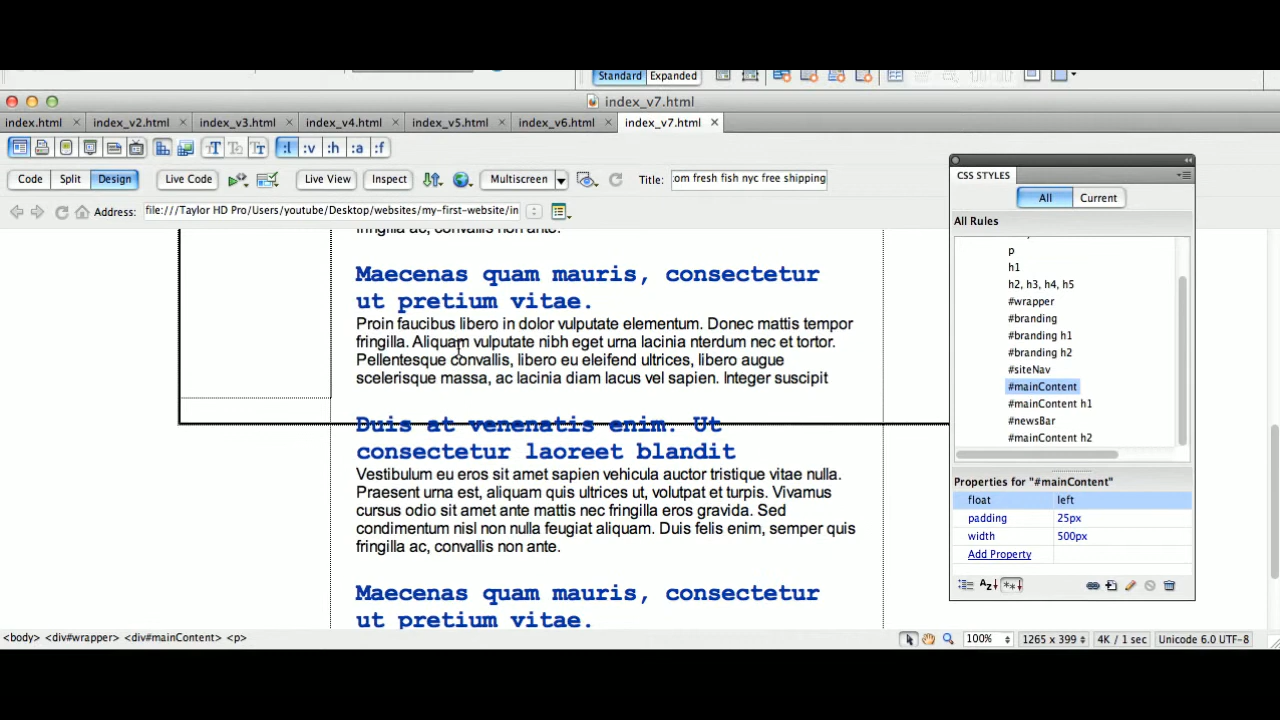 Standard Expanded
index_v7.html
index.html × index_v2.html × index_v3.html × index_v4.html × index_v5.html × index_v6.html × index_v7.html ×
:l :v :h :a :f
Code Split Design Live Code Live View Inspect Multiscreen Title: om fresh fish nyc free shipping
Address: file:///Taylor HD Pro/Users/youtube/Desktop/websites/my-first-website/in
fringilla ac, convallis non ante.
Maecenas quam mauris, consectetur
ut pretium vitae.
Proin faucibus libero in dolor vulputate elementum. Donec mattis tempor
fringilla. Aliquam vulputate nibh eget urna lacinia nterdum nec et tortor.
Pellentesque convallis, libero eu eleifend ultrices, libero augue
scelerisque massa, ac lacinia diam lacus vel sapien. Integer suscipit
Duis at venenatis enim. Ut
consectetur laoreet blandit
Vestibulum eu eros sit amet sapien vehicula auctor tristique vitae nulla.
Praesent urna est, aliquam quis ultrices ut, volutpat et turpis. Vivamus
cursus odio sit amet ante mattis nec fringilla eros gravida. Sed
condimentum nisl non nulla feugiat aliquam. Duis felis enim, semper quis
fringilla ac, convallis non ante.
Maecenas quam mauris, consectetur
ut pretium vitae.
CSS STYLES
All Current
All Rules
p
h1
h2, h3, h4, h5
#wrapper
#branding
#branding h1
#branding h2
#siteNav
#mainContent
#mainContent h1
#newsBar
#mainContent h2
Properties for "#mainContent"
float left
padding 25px
width 500px
Add Property
<body> <div#wrapper> <div#mainContent> <p> 100% 1265 x 399 4K / 1 sec Unicode 6.0 UTF-8